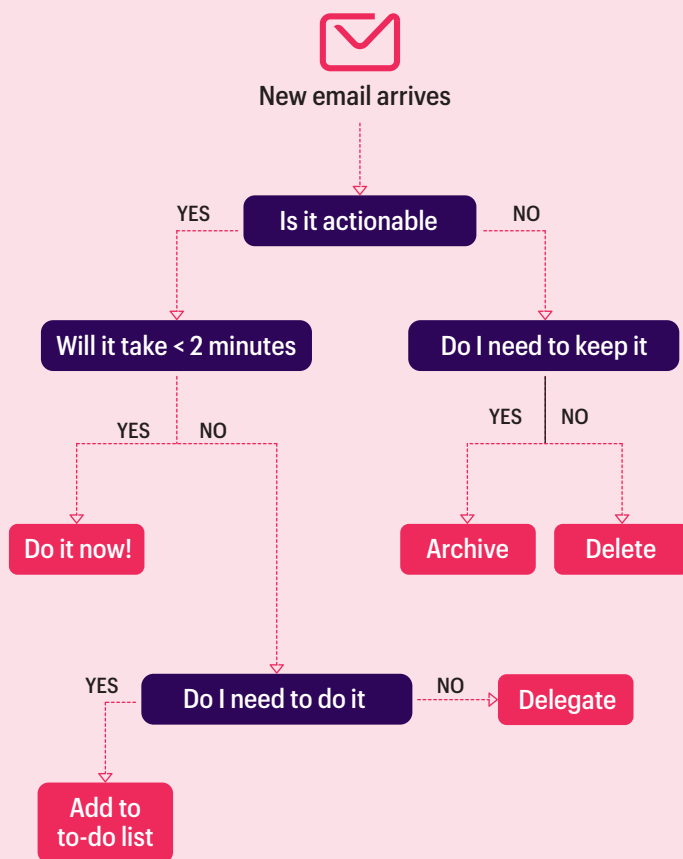 New email arrives
YES
Is it actionable
NO
Will it take < 2 minutes
Do I need to keep it
YES
NO
YES
NO
Do it now!
Archive
Delete
YES
Do I need to do it
NO
Delegate
Add to
to-do list